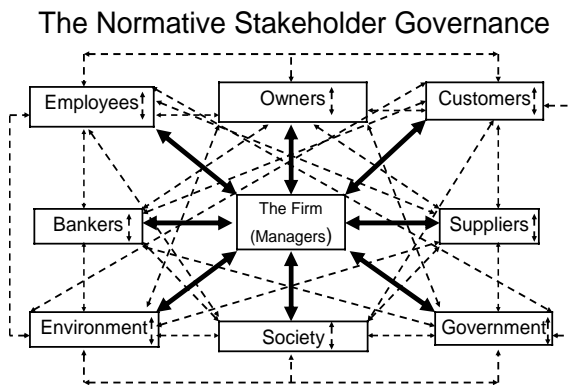 The Normative Stakeholder Governance
Employees
Owners
Customers
Bankers
The Firm
(Managers)
Suppliers
Environment
Society
Government